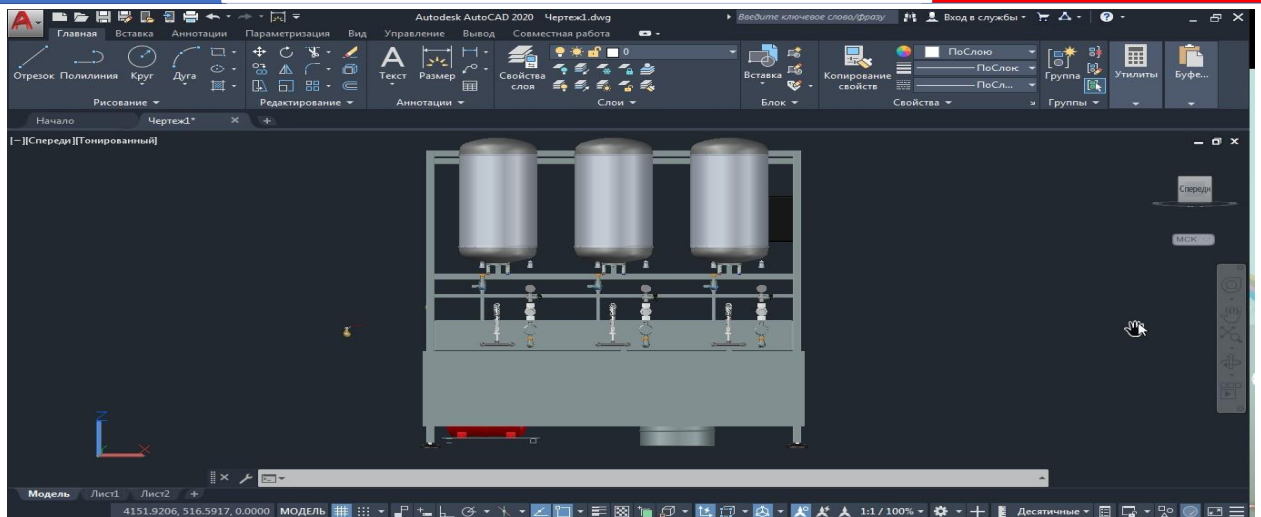 Autodesk AutoCAD 2020 Чертеж1.dwg
Введите ключевое слово/фразу
Вход в службы
Главная Вставка Аннотации Параметризация Вид Управление Вывод Совместная работа
0
ПоСлою
Отрезок Полилиния Круг Дуга
Текст Размер
Свойства слоя
Вставка
Копирование свойств
ПоСлою
ПоСл...
Группа
Утилиты
Буфе...
Рисование
Редактирование
Аннотации
Слои
Блок
Свойства
Группы
Начало Чертеж1*
[−][Спереди][Тонированный]
Спереди
МСК
Z
X
Модель Лист1 Лист2 +
4151.9206, 516.5917, 0.0000 МОДЕЛЬ 1:1 / 100% Десятичные